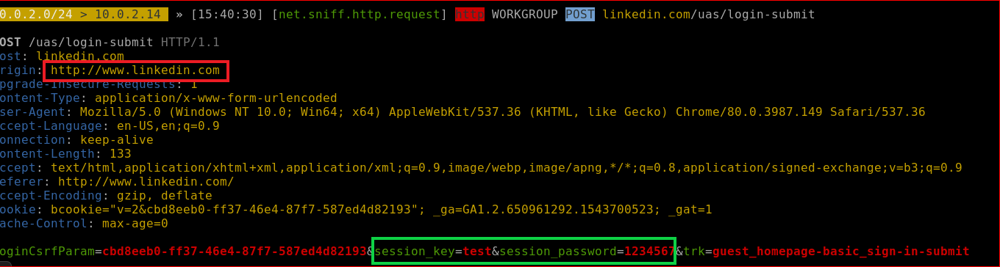 0.0.2.0/24 > 10.0.2.14 » [15:40:30] [net.sniff.http.request] http WORKGROUP POST linkedin.com/uas/login-submit
OST /uas/login-submit HTTP/1.1
ost: linkedin.com
rigin: http://www.linkedin.com
pgrade-Insecure-Requests: 1
ontent-Type: application/x-www-form-urlencoded
ser-Agent: Mozilla/5.0 (Windows NT 10.0; Win64; x64) AppleWebKit/537.36 (KHTML, like Gecko) Chrome/80.0.3987.149 Safari/537.36
ccept-Language: en-US,en;q=0.9
onnection: keep-alive
ontent-Length: 133
ccept: text/html,application/xhtml+xml,application/xml;q=0.9,image/webp,image/apng,*/*;q=0.8,application/signed-exchange;v=b3;q=0.9
eferer: http://www.linkedin.com/
ccept-Encoding: gzip, deflate
ookie: bcookie="v=2&cbd8eeb0-ff37-46e4-87f7-587ed4d82193"; _ga=GA1.2.650961292.1543700523; _gat=1
ache-Control: max-age=0
oginCsrfParam=cbd8eeb0-ff37-46e4-87f7-587ed4d82193&session_key=test&session_password=1234567&trk=guest_homepage-basic_sign-in-submit